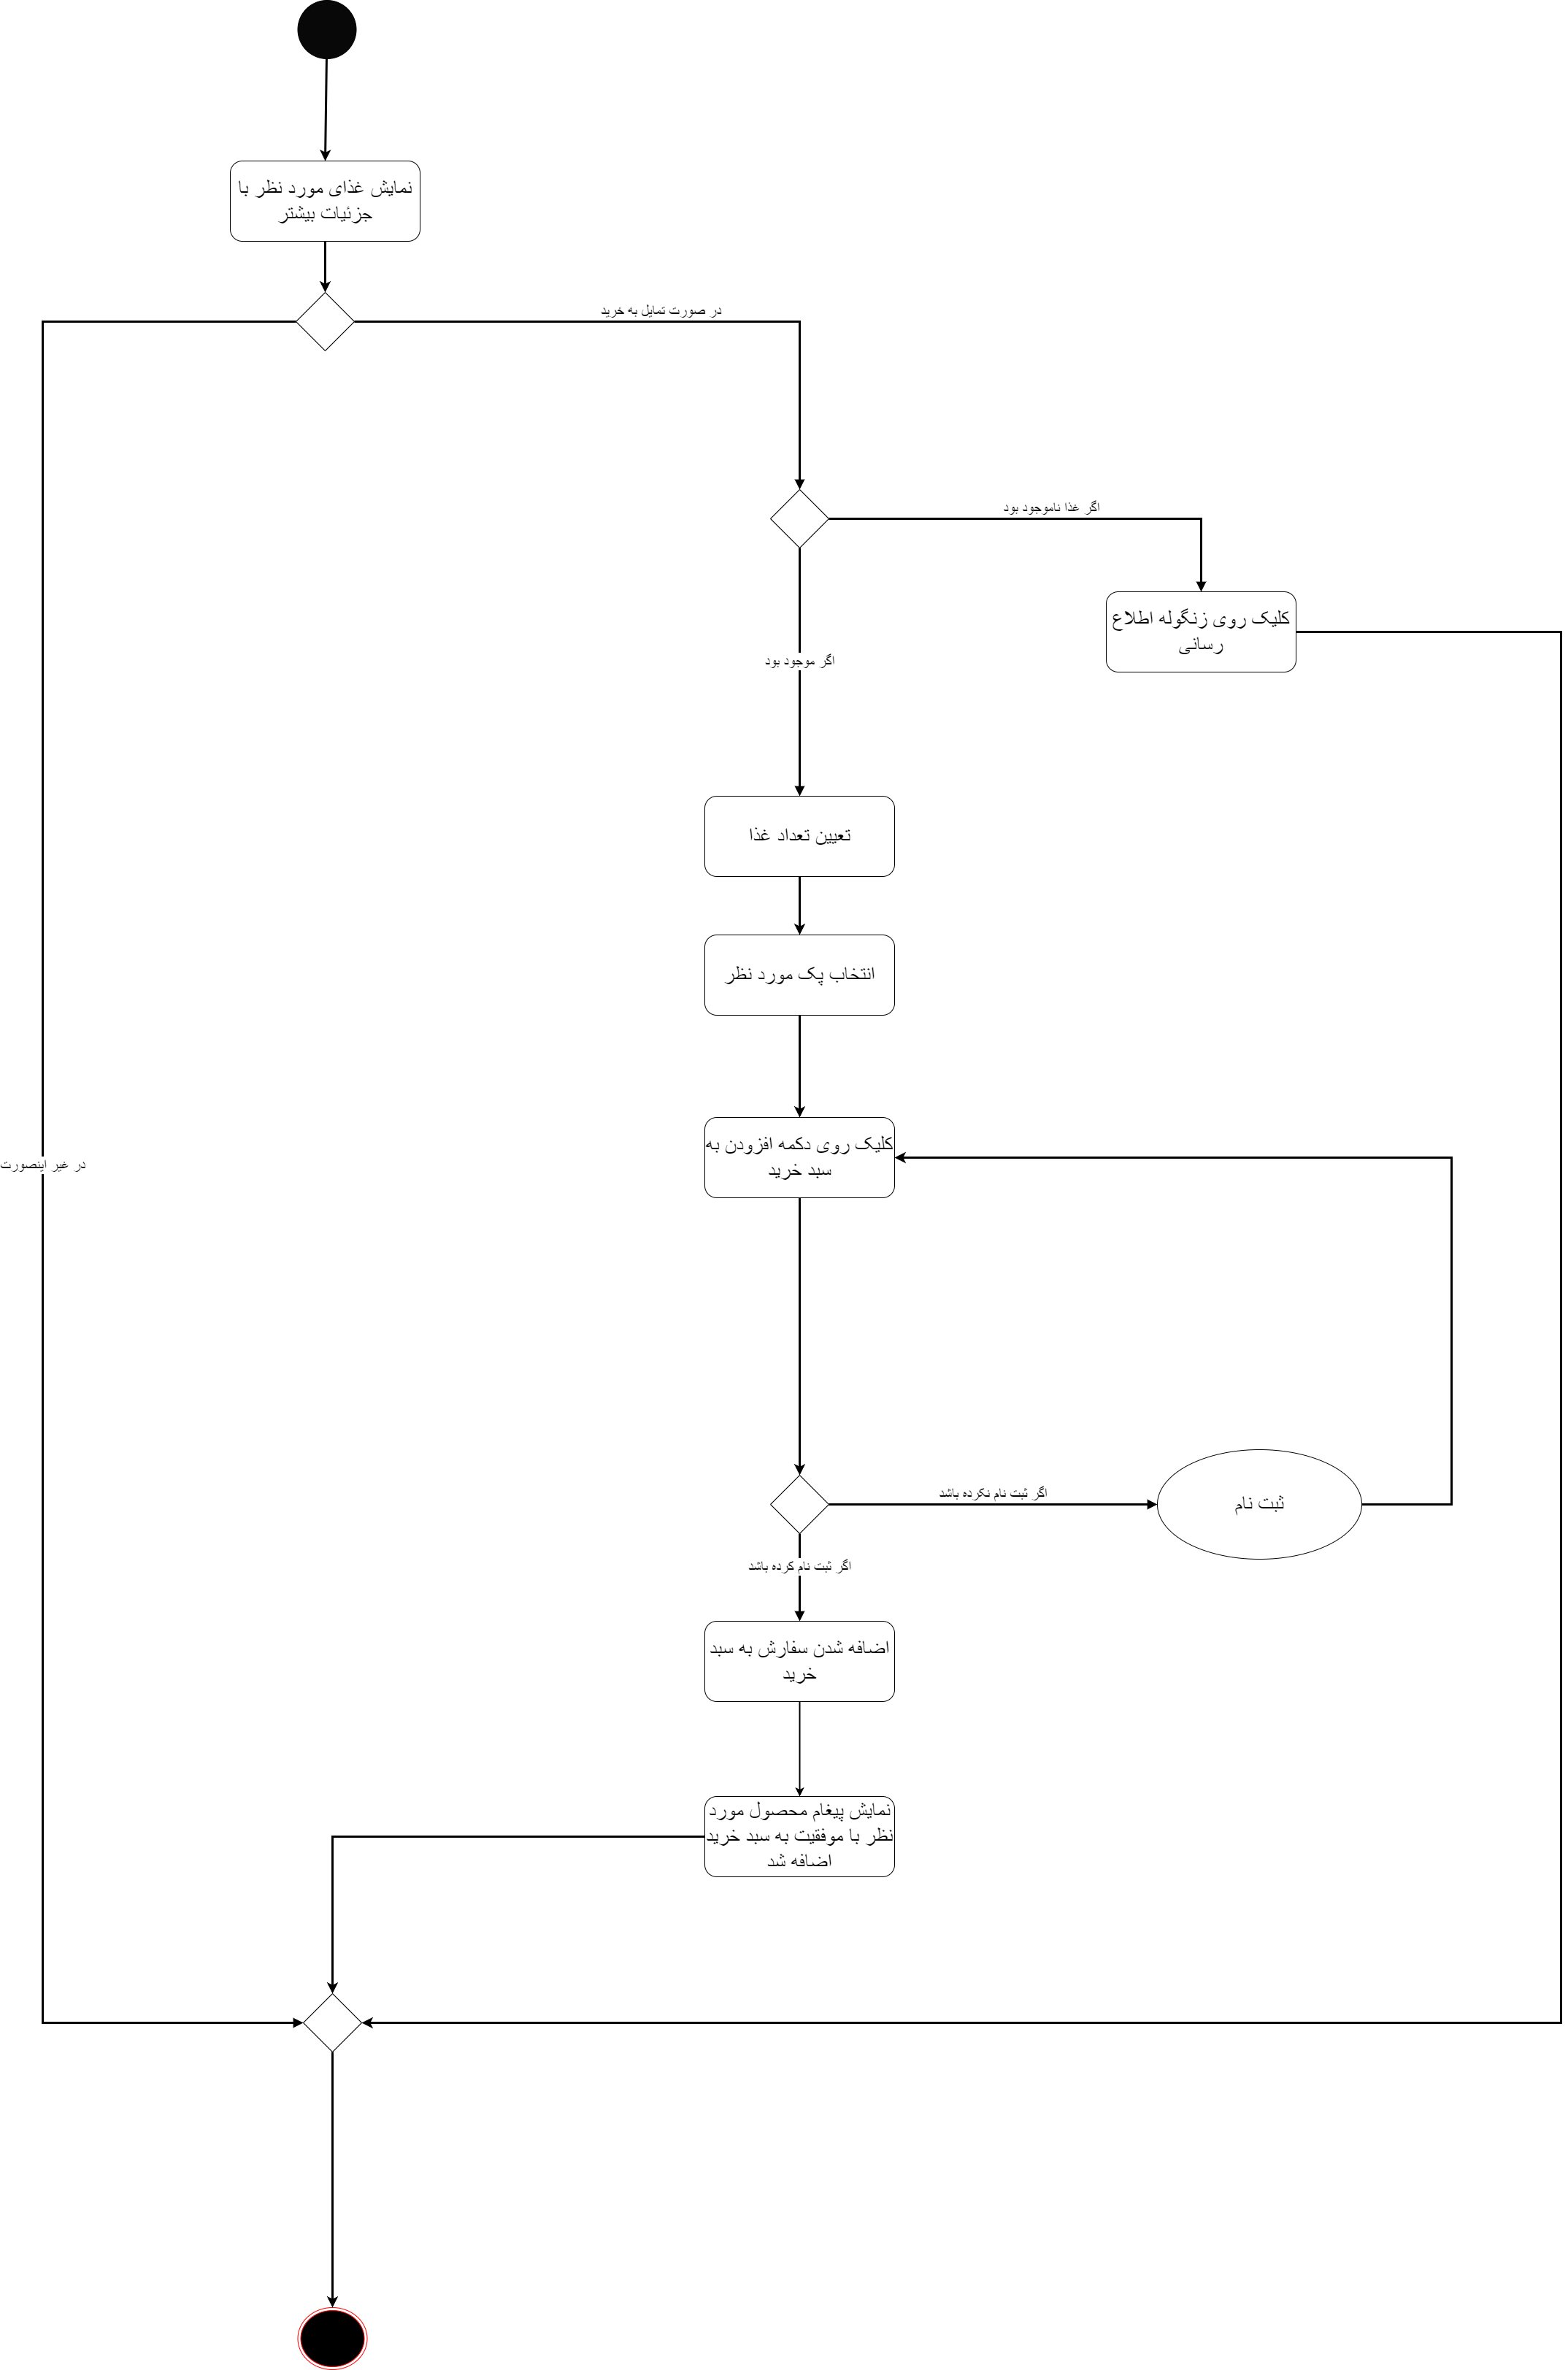 نمایش غذای مورد نظر با
جزئیات بیشتر
در صورت تمایل به خرید
اگر غذا ناموجود بود
کلیک روی زنگوله اطلاع
رسانی
اگر موجود بود
تعیین تعداد غذا
انتخاب پک مورد نظر
کلیک روی دکمه افزودن به
سبد خرید
در غیر اینصورت
اگر ثبت نام نکرده باشد
ثبت نام
اگر ثبت نام کرده باشد
اضافه شدن سفارش به سبد
خرید
نمایش پیغام محصول مورد
نظر با موفقیت به سبد خرید
اضافه شد